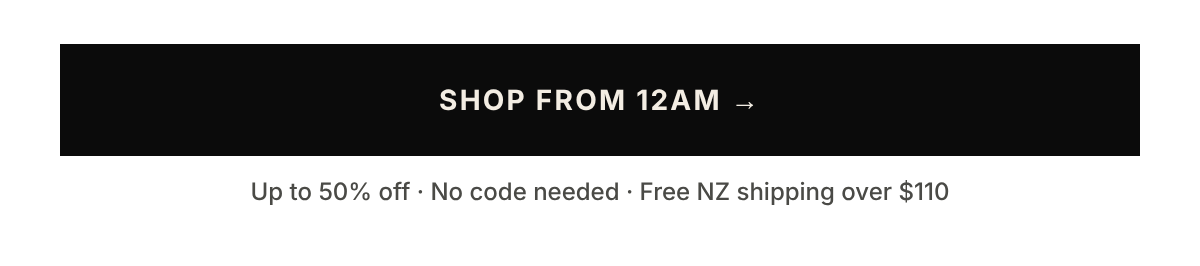 SHOP FROM 12AM →
Up to 50% off · No code needed · Free NZ shipping over $110